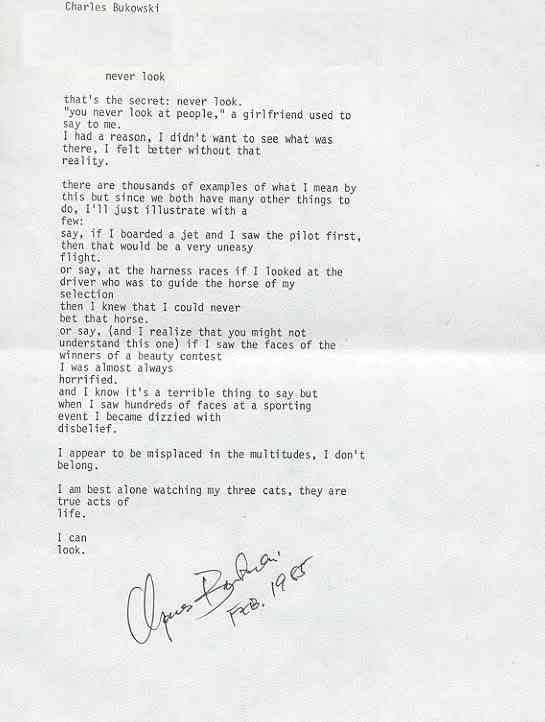 Charles Bukowski
never look
that's the secret: never look.
"you never look at people," a girlfriend used to
say to me.
I had a reason, I didn't want to see what was
there, I felt better without that
reality.
there are thousands of examples of what I mean by
this but since we both have many other things to
do, I'll just illustrate with a
few:
say, if I boarded a jet and I saw the pilot first,
then that would be a very uneasy
flight.
or say, at the harness races if I looked at the
driver who was to guide the horse of my
selection
then I knew that I could never
bet that horse.
or say, (and I realize that you might not
understand this one) if I saw the faces of the
winners of a beauty contest
I was almost always
horrified.
and I know it's a terrible thing to say but
when I saw hundreds of faces at a sporting
event I became dizzied with
disbelief.
I appear to be misplaced in the multitudes, I don't
belong.
I am best alone watching my three cats, they are
true acts of
life.
I can
look.
Charles Bukowski
Feb. 1985